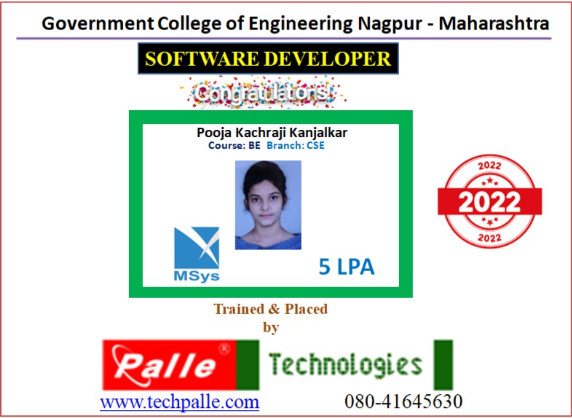 Government College of Engineering Nagpur - Maharashtra
SOFTWARE DEVELOPER
Congratulations
Pooja Kachraji Kanjalkar
Course: BE Branch: CSE
MSys
5 LPA
2022
2022
2022
Trained & Placed
by
Palle® Technologies
www.techpalle.com 080-41645630